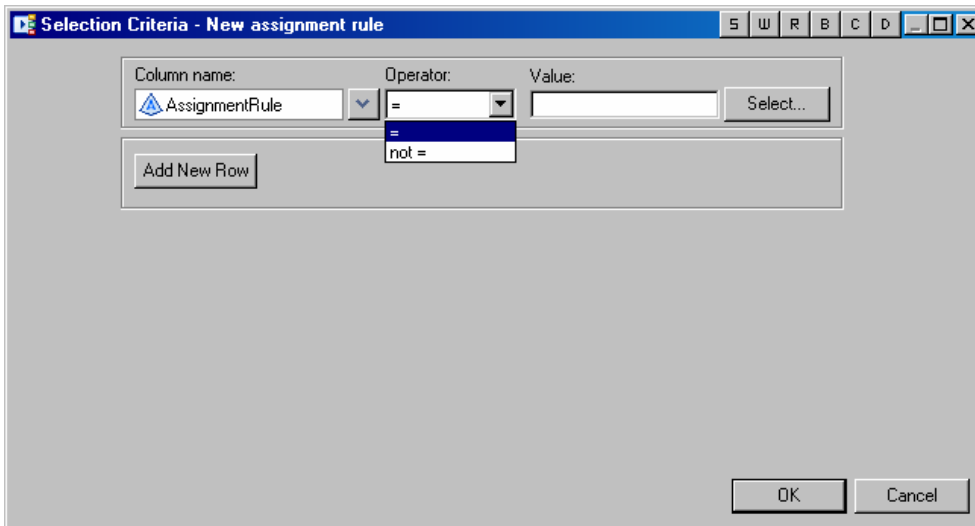 Selection Criteria - New assignment rule S W R B C D
Column name: Operator: Value:
AssignmentRule = Select...
=
not =
Add New Row
OK Cancel